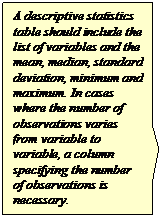 A descriptive statistics
table should include the
list of variables and the
mean, median, standard
deviation, minimum and
maximum. In cases
where the number of
observations varies
from variable to
variable, a column
specifying the number
of observations is
necessary.